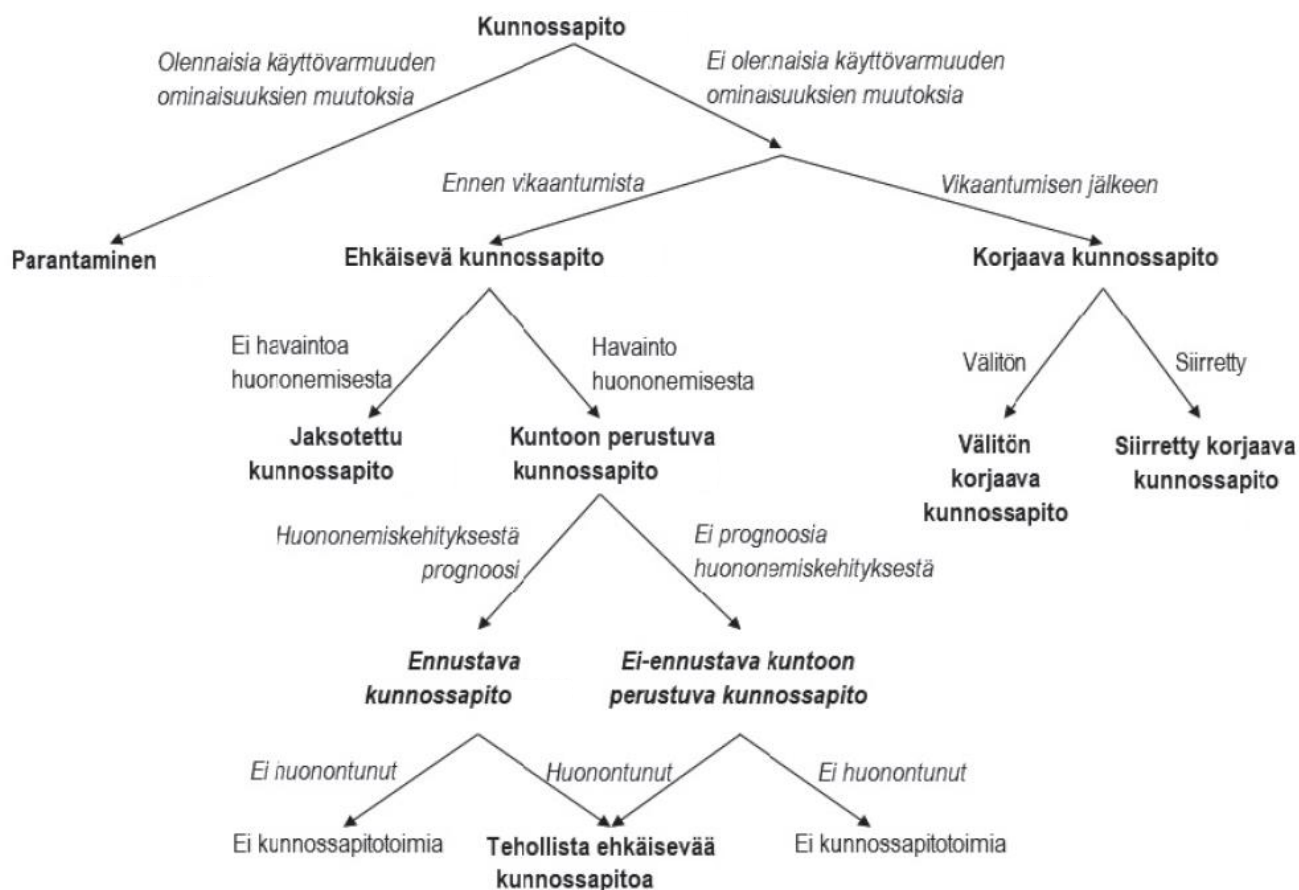 Kunnossapito
Olennaisia käyttövarmuuden
ominaisuuksien muutoksia
Ei olennaisia käyttövarmuuden
ominaisuuksien muutoksia
Ennen vikaantumista
Vikaantumisen jälkeen
Parantaminen
Ehkäisevä kunnossapito
Korjaava kunnossapito
Ei havaintoa
huononemisesta
Havainto
huononemisesta
Välitön
Siirretty
Jaksotettu
kunnossapito
Kuntoon perustuva
kunnossapito
Välitön
korjaava
kunnossapito
Siirretty korjaava
kunnossapito
Huononemiskehityksestä
prognoosi
Ei prognoosia
huononemiskehityksestä
Ennustava
kunnossapito
Ei-ennustava kuntoon
perustuva kunnossapito
Ei huonontunut
Huonontunut
Ei huonontunut
Ei kunnossapitotoimia
Tehollista ehkäisevää
kunnossapitoa
Ei kunnossapitotoimia